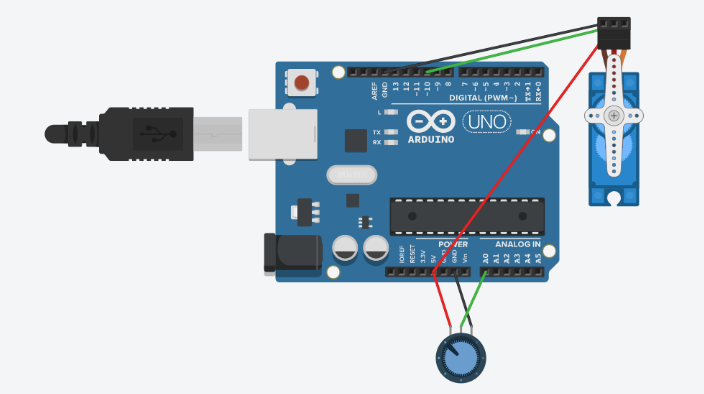 AREF
GND
13
12
~11
~10
~9
8
7
~6
~5
4
~3
2
TX→1
RX←0
DIGITAL (PWM~)
L
TX
RX
ARDUINO
UNO
ON
POWER
ANALOG IN
IOREF
RESET
3.3V
5V
GND
Vin
A0
A1
A2
A3
A4
A5